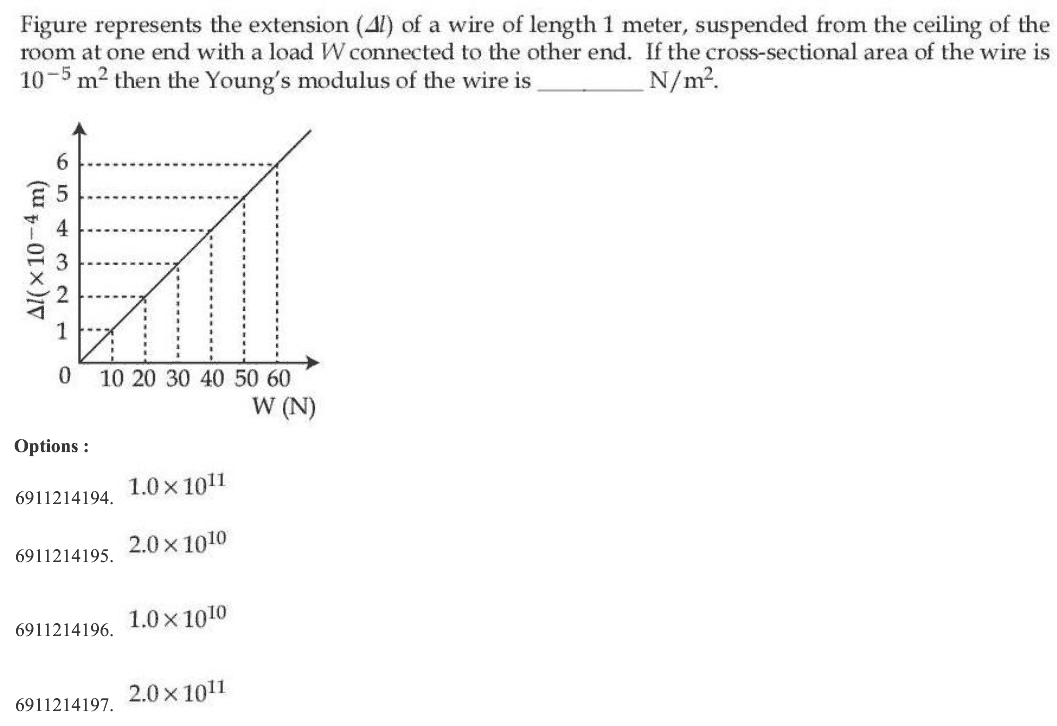 Figure represents the extension (Δl) of a wire of length 1 meter, suspended from the ceiling of the
room at one end with a load W connected to the other end. If the cross-sectional area of the wire is
10⁻⁵ m² then the Young's modulus of the wire is ________ N/m².
Δl(×10⁻⁴ m)
6
5
4
3
2
1
0 10 20 30 40 50 60
W (N)
Options :
6911214194. 1.0×10¹¹
6911214195. 2.0×10¹⁰
6911214196. 1.0×10¹⁰
6911214197. 2.0×10¹¹